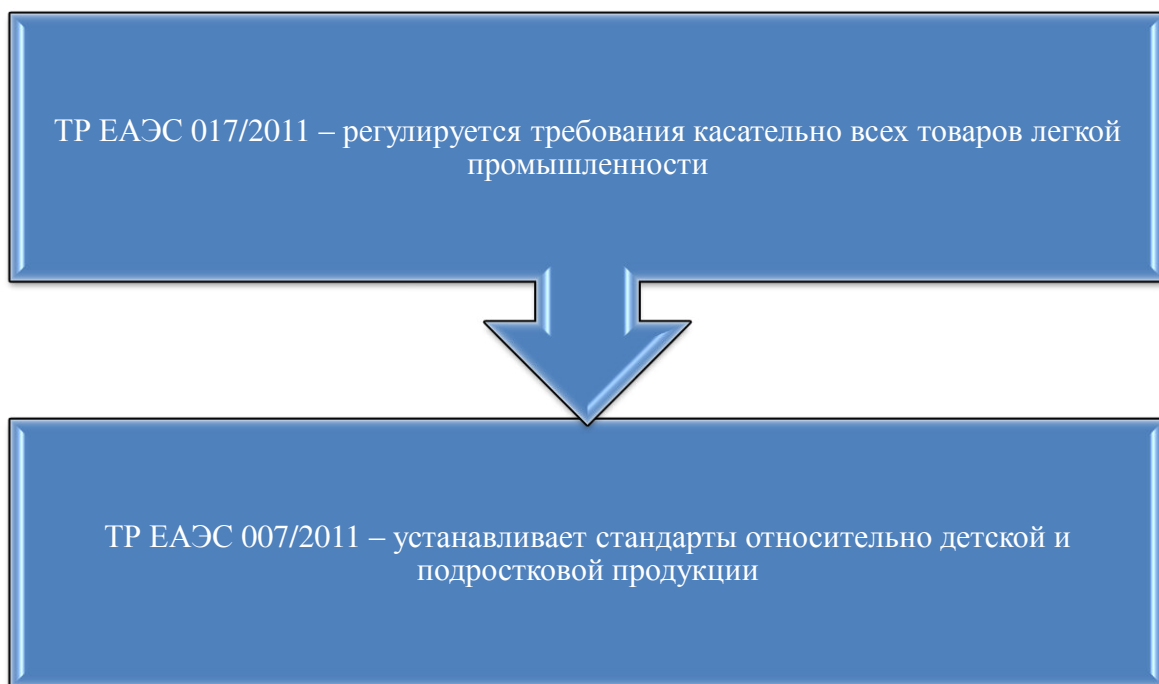 ТР ЕАЭС 017/2011 – регулируется требования касательно всех товаров легкой
промышленности
ТР ЕАЭС 007/2011 – устанавливает стандарты относительно детской и
подростковой продукции